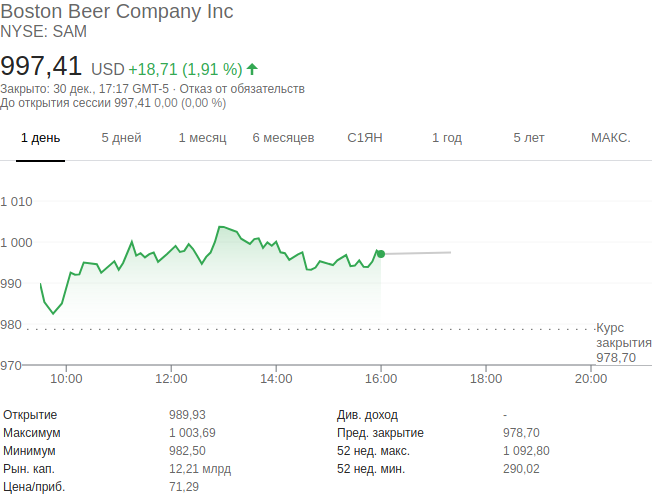 Boston Beer Company Inc
NYSE: SAM
997,41 USD +18,71 (1,91 %)
Закрыто: 30 дек., 17:17 GMT-5 · Отказ от обязательств
До открытия сессии 997,41 0,00 (0,00 %)
1 день 5 дней 1 месяц 6 месяцев С1ЯН 1 год 5 лет МАКС.
1 010
1 000
990
980
Курс
закрытия
978,70
970
10:00 12:00 14:00 16:00 18:00 20:00
Открытие 989,93 Див. доход -
Максимум 1 003,69 Пред. закрытие 978,70
Минимум 982,50 52 нед. макс. 1 092,80
Рын. кап. 12,21 млрд 52 нед. мин. 290,02
Цена/приб. 71,29